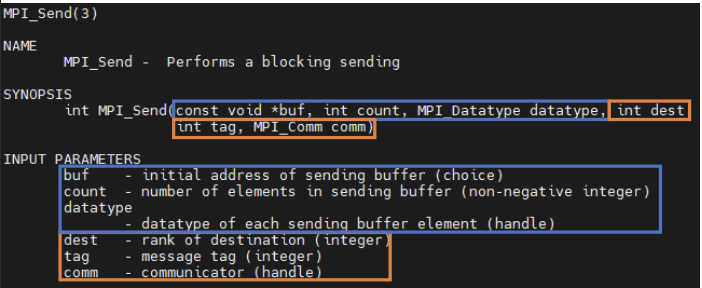 MPI_Send(3)
NAME
MPI_Send - Performs a blocking sending
SYNOPSIS
int MPI_Send(const void *buf, int count, MPI_Datatype datatype, int dest
int tag, MPI_Comm comm)
INPUT PARAMETERS
buf - initial address of sending buffer (choice)
count - number of elements in sending buffer (non-negative integer)
datatype
- datatype of each sending buffer element (handle)
dest - rank of destination (integer)
tag - message tag (integer)
comm - communicator (handle)